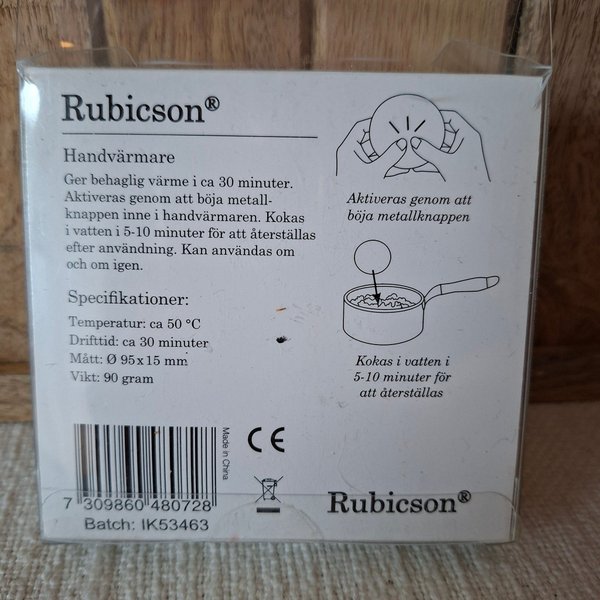 Rubicson®
Handvärmare
Ger behaglig värme i ca 30 minuter.
Aktiveras genom att böja metall-
knappen inne i handvärmaren. Kokas
i vatten i 5-10 minuter för att återställas
efter användning. Kan användas om
och om igen.
Specifikationer:
Temperatur: ca 50 °C
Drifttid: ca 30 minuter
Mått: Ø 95 x 15 mm
Vikt: 90 gram
Aktiveras genom att
böja metallknappen
Kokas i vatten i
5-10 minuter för
att återställas
Made in China
CE
7 309860 480728
Batch: IK53463
Rubicson®